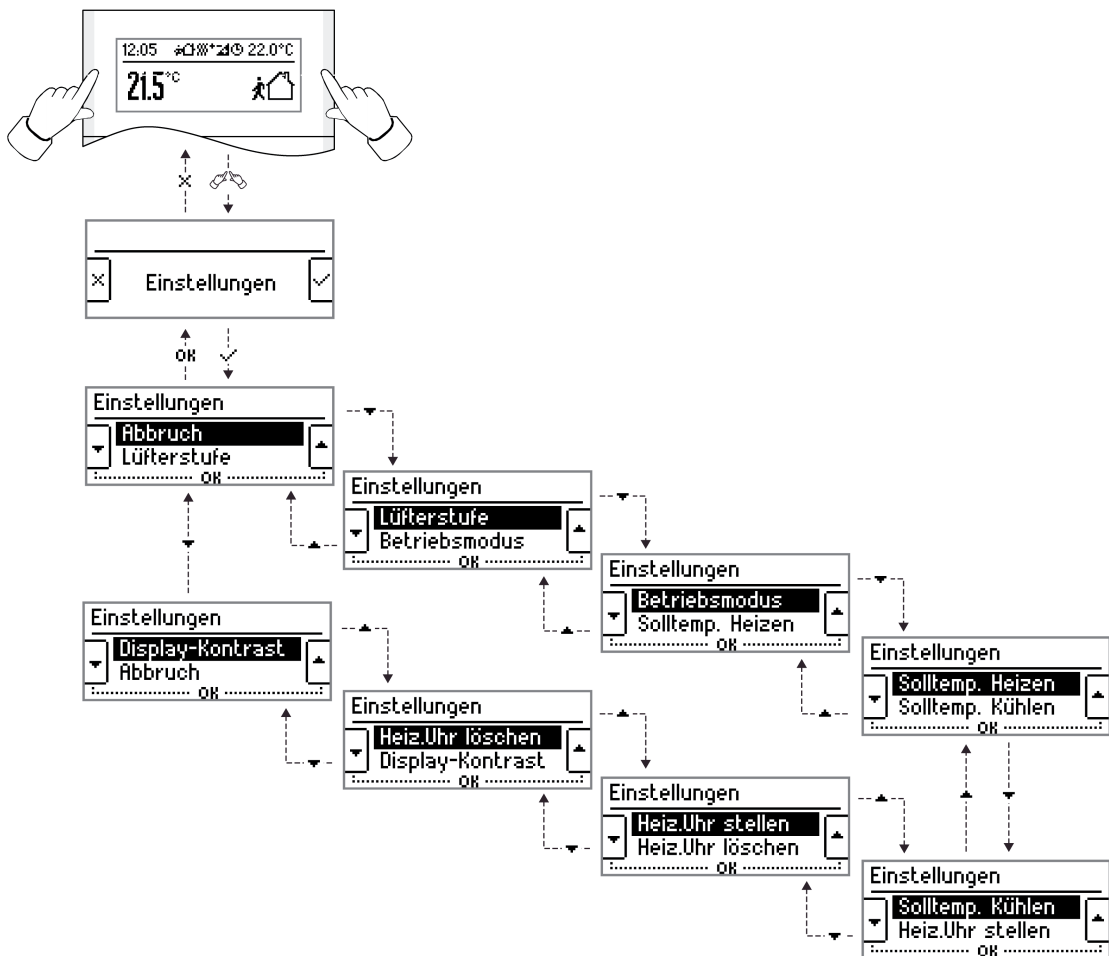 12:05 22.0°C
21.5°C
Einstellungen
OK
Einstellungen
Abbruch
Lüfterstufe
OK
Einstellungen
Lüfterstufe
Betriebsmodus
OK
Einstellungen
Betriebsmodus
Solltemp. Heizen
OK
Einstellungen
Solltemp. Heizen
Solltemp. Kühlen
OK
Einstellungen
Display-Kontrast
Abbruch
OK
Einstellungen
Heiz.Uhr löschen
Display-Kontrast
OK
Einstellungen
Heiz.Uhr stellen
Heiz.Uhr löschen
OK
Einstellungen
Solltemp. Kühlen
Heiz.Uhr stellen
OK